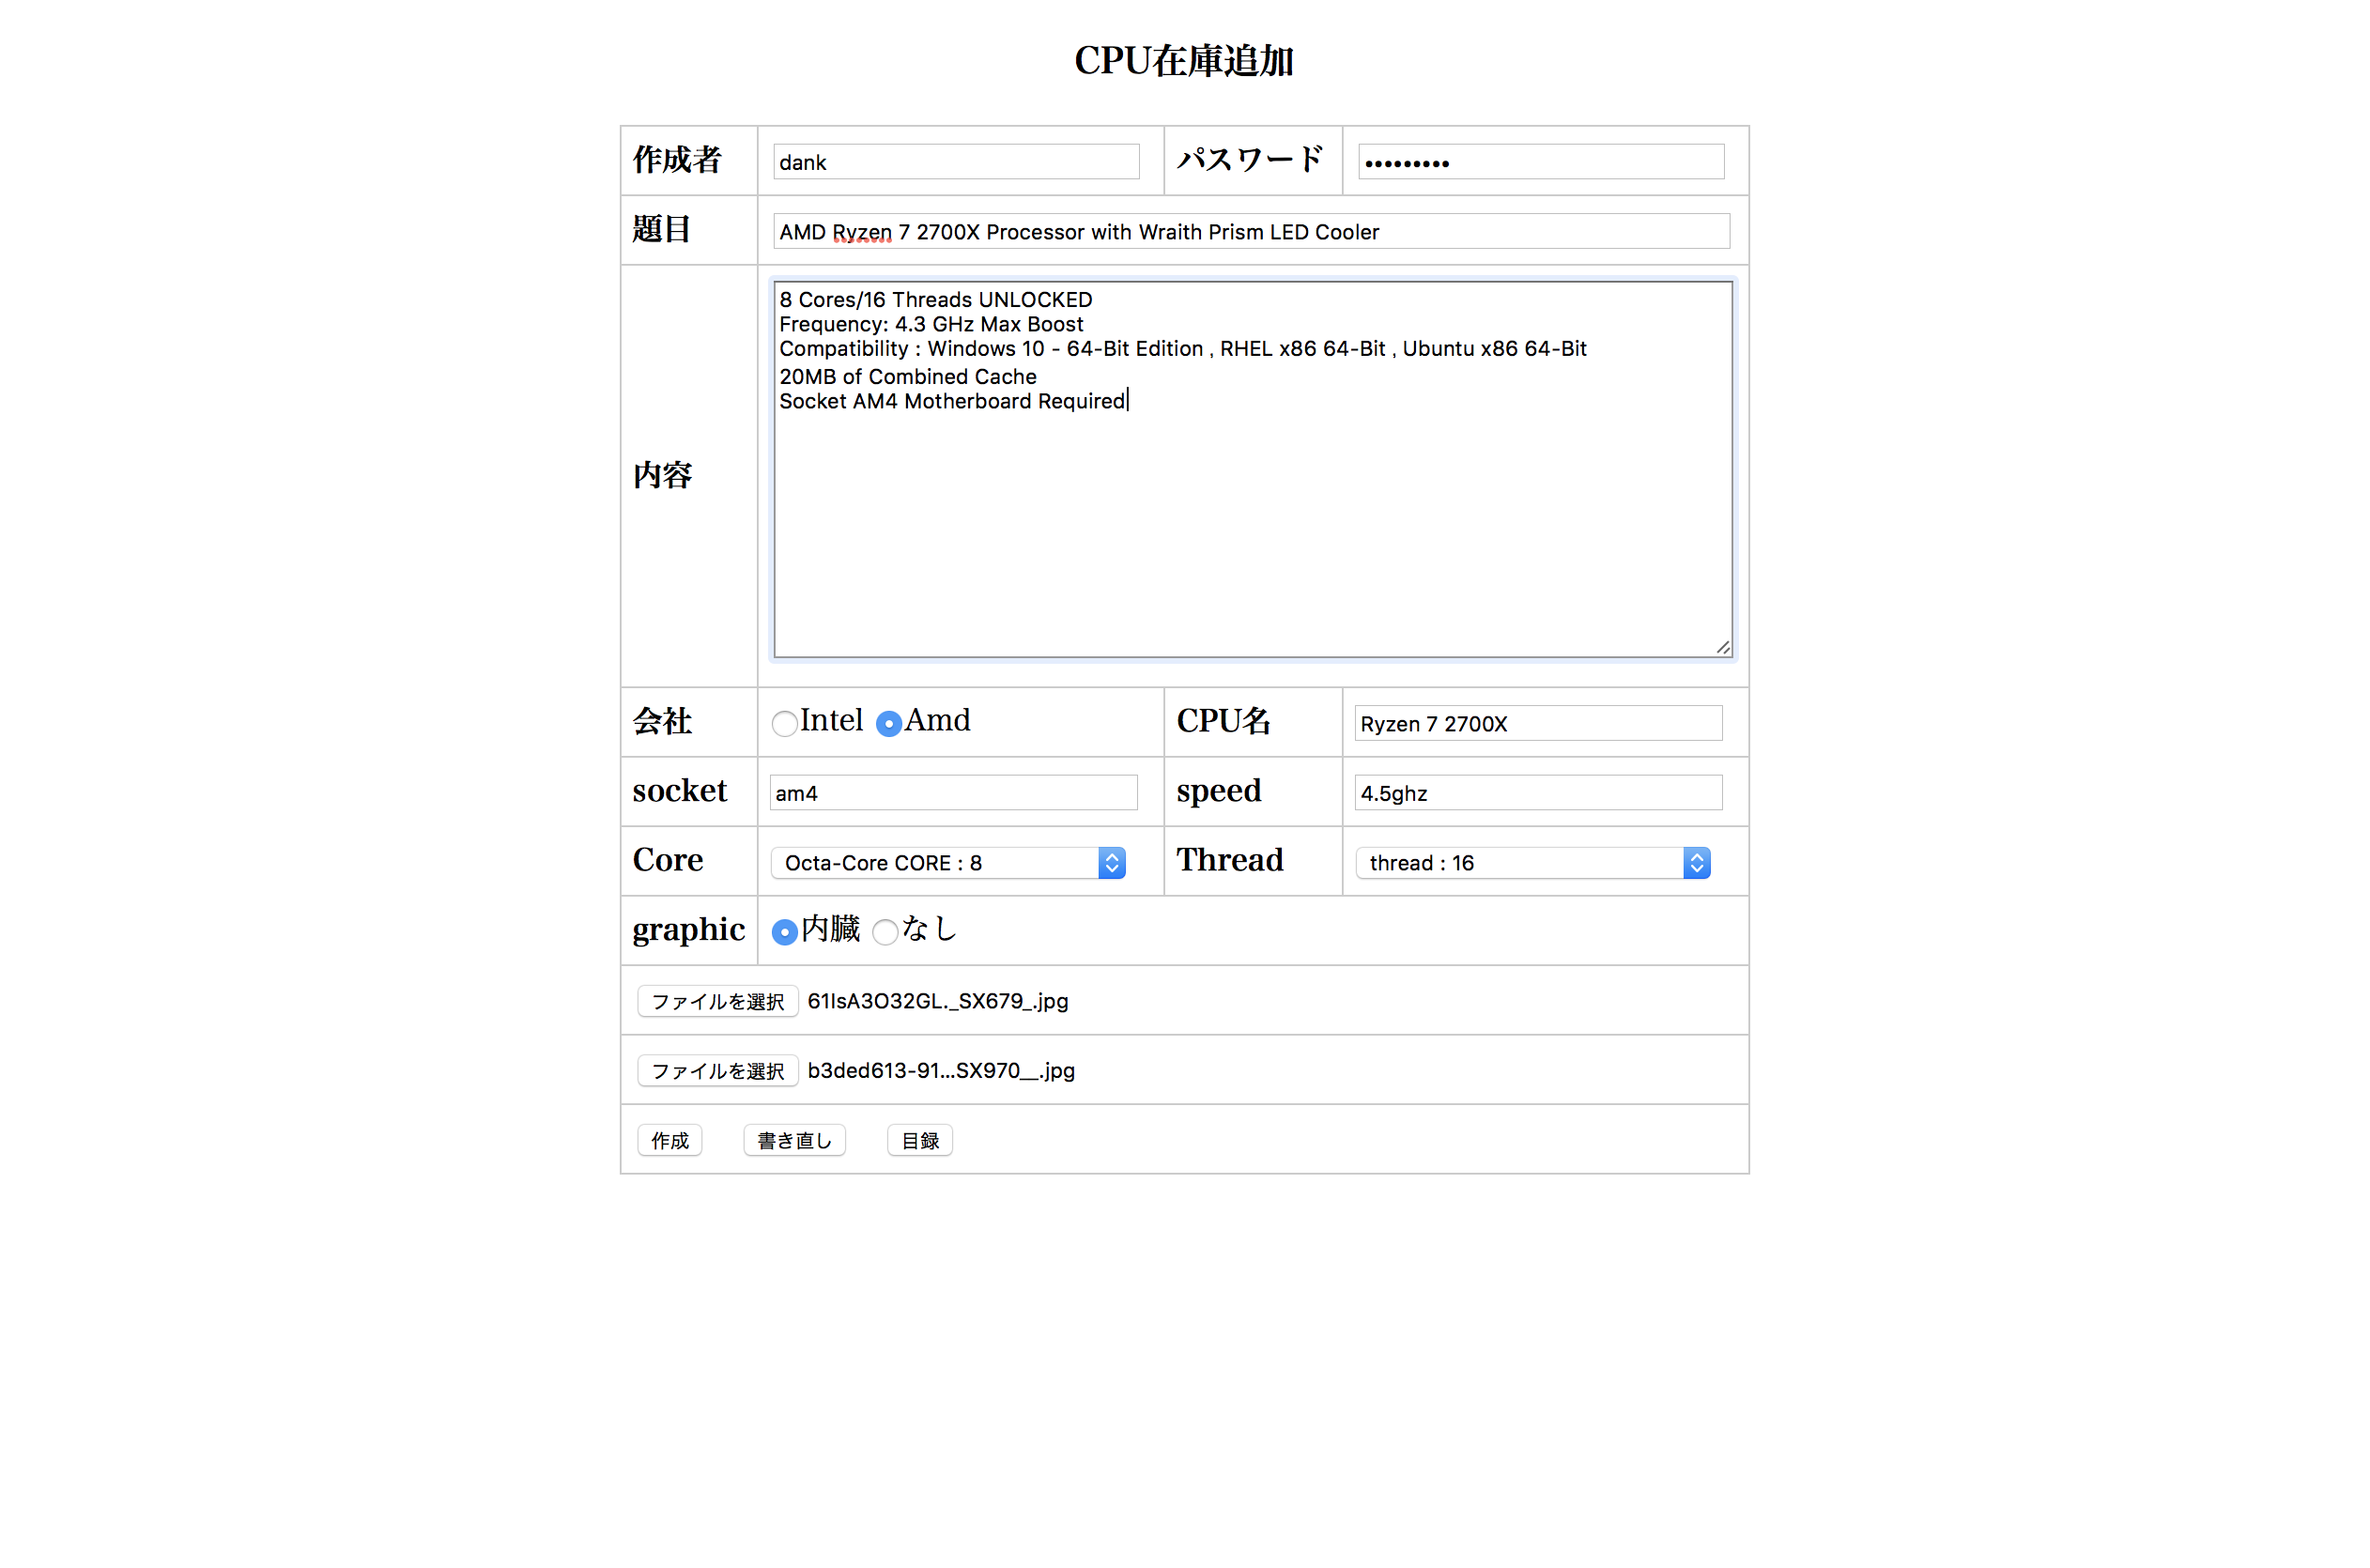 CPU在庫追加
作成者 dank パスワード •••••••••
題目 AMD Ryzen 7 2700X Processor with Wraith Prism LED Cooler
内容
8 Cores/16 Threads UNLOCKED
Frequency: 4.3 GHz Max Boost
Compatibility : Windows 10 - 64-Bit Edition , RHEL x86 64-Bit , Ubuntu x86 64-Bit
20MB of Combined Cache
Socket AM4 Motherboard Required
会社 Intel Amd CPU名 Ryzen 7 2700X
socket am4 speed 4.5ghz
Core Octa-Core CORE : 8 Thread thread : 16
graphic 内臓 なし
ファイルを選択 61IsA3O32GL._SX679_.jpg
ファイルを選択 b3ded613-91...SX970__.jpg
作成 書き直し 目録